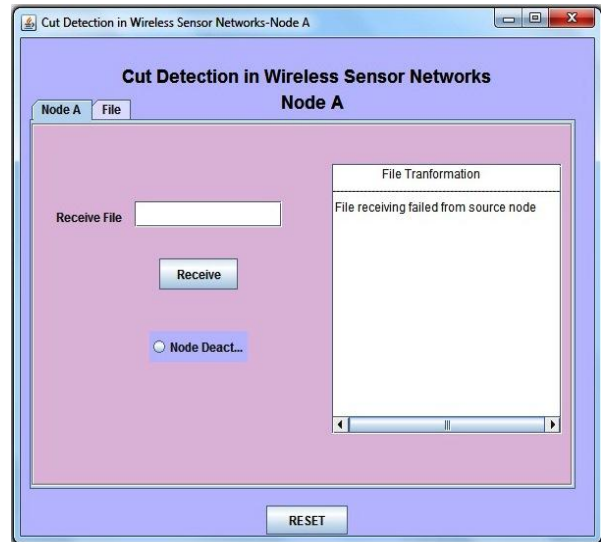 Cut Detection in Wireless Sensor Networks-Node A
Cut Detection in Wireless Sensor Networks
Node A
Node A File
Receive File
Receive
Node Deact...
File Tranformation
File receiving failed from source node
RESET